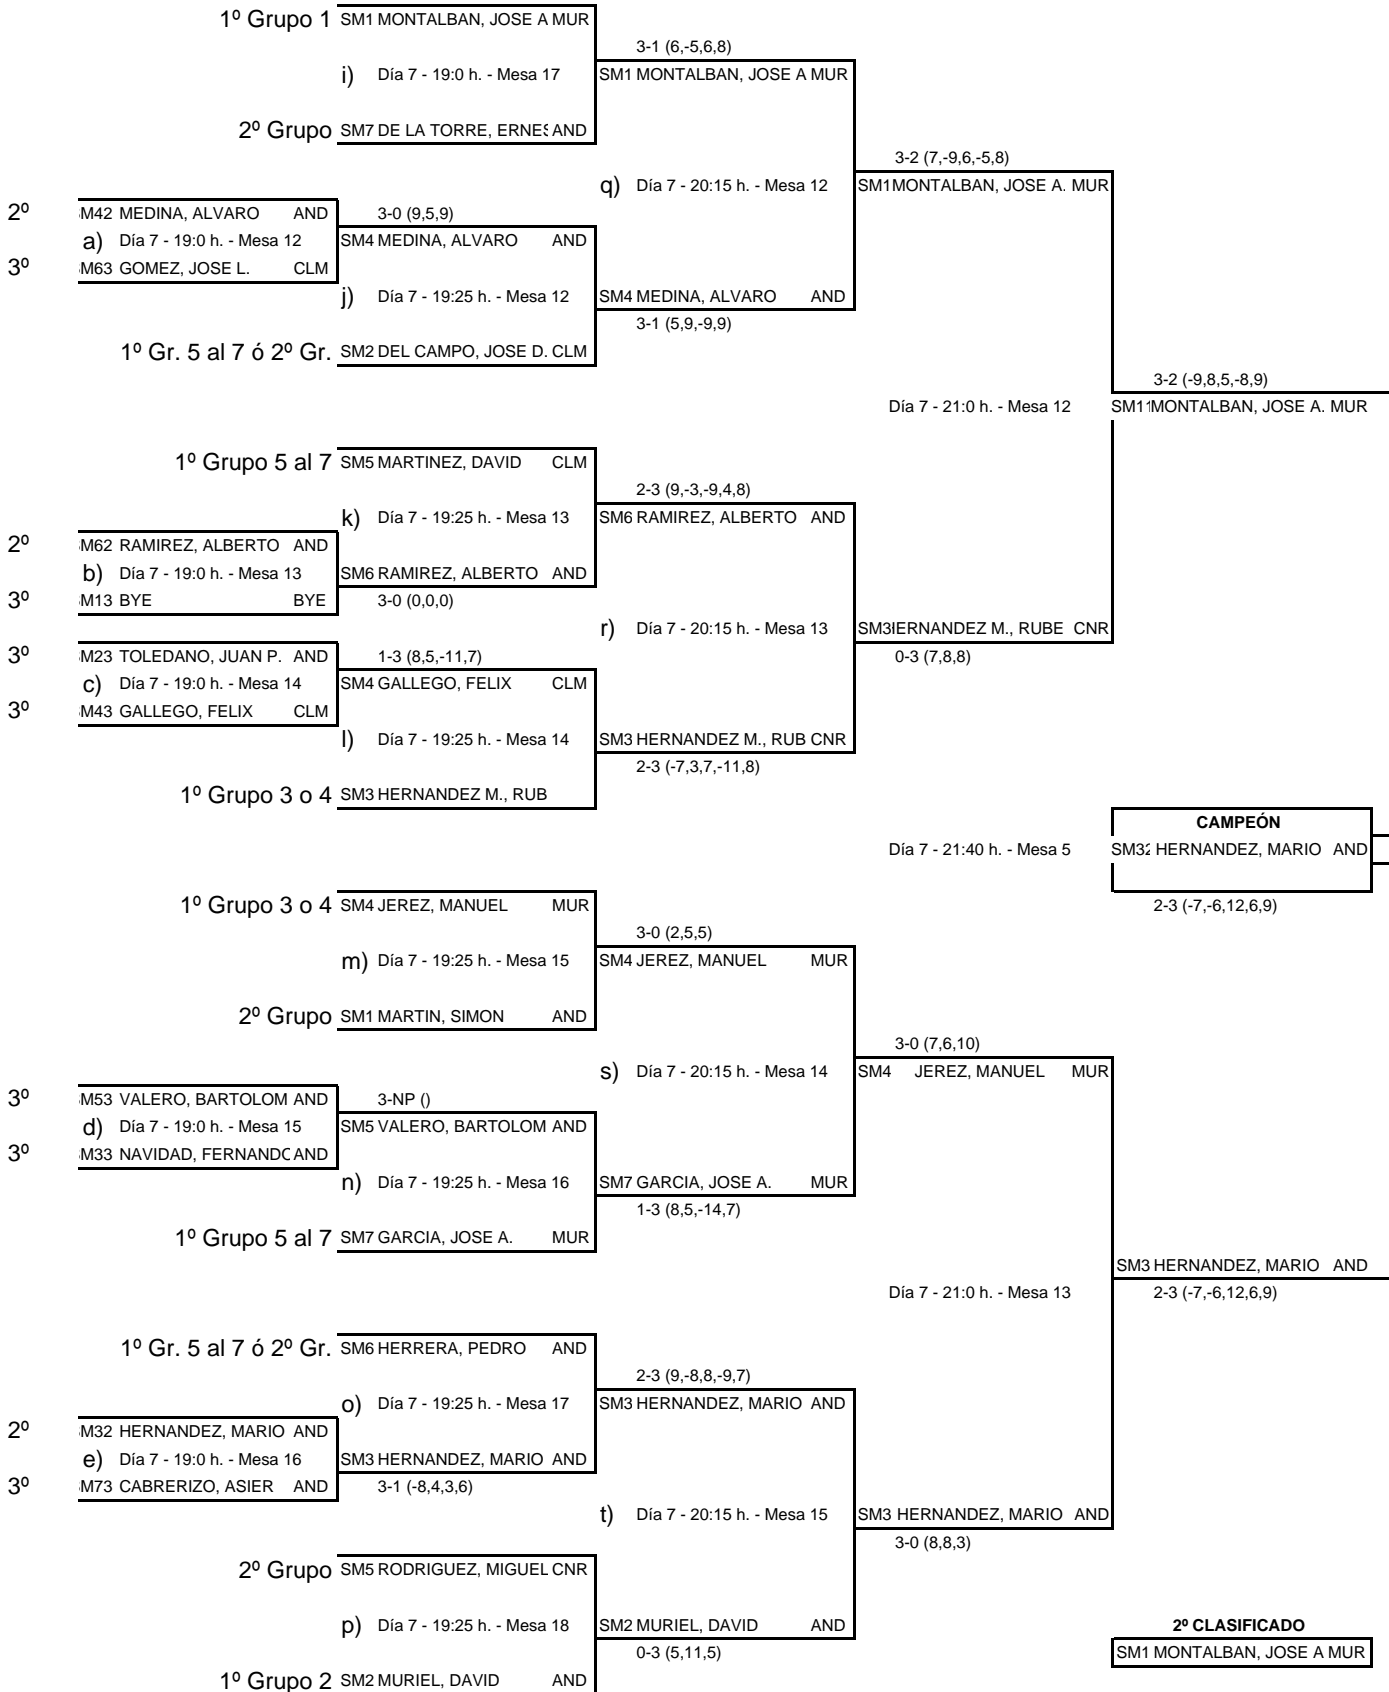 1º Grupo 1 SM1 MONTALBAN, JOSE A MUR
3-1 (6,-5,6,8)
i) Día 7 - 19:0 h. - Mesa 17 SM1 MONTALBAN, JOSE A MUR
2º Grupo SM7 DE LA TORRE, ERNES AND
3-2 (7,-9,6,-5,8)
q) Día 7 - 20:15 h. - Mesa 12 SM1 MONTALBAN, JOSE A. MUR
2º M42 MEDINA, ALVARO AND 3-0 (9,5,9)
a) Día 7 - 19:0 h. - Mesa 12 SM4 MEDINA, ALVARO AND
3º M63 GOMEZ, JOSE L. CLM
j) Día 7 - 19:25 h. - Mesa 12 SM4 MEDINA, ALVARO AND
3-1 (5,9,-9,9)
1º Gr. 5 al 7 ó 2º Gr. SM2 DEL CAMPO, JOSE D. CLM
3-2 (-9,8,5,-8,9)
Día 7 - 21:0 h. - Mesa 12 SM11 MONTALBAN, JOSE A. MUR
1º Grupo 5 al 7 SM5 MARTINEZ, DAVID CLM
2-3 (9,-3,-9,4,8)
k) Día 7 - 19:25 h. - Mesa 13 SM6 RAMIREZ, ALBERTO AND
2º M62 RAMIREZ, ALBERTO AND
b) Día 7 - 19:0 h. - Mesa 13 SM6 RAMIREZ, ALBERTO AND
3º M13 BYE BYE 3-0 (0,0,0)
r) Día 7 - 20:15 h. - Mesa 13 SM3 IERNANDEZ M., RUBE CNR
3º M23 TOLEDANO, JUAN P. AND 1-3 (8,5,-11,7) 0-3 (7,8,8)
c) Día 7 - 19:0 h. - Mesa 14 SM4 GALLEGO, FELIX CLM
3º M43 GALLEGO, FELIX CLM
l) Día 7 - 19:25 h. - Mesa 14 SM3 HERNANDEZ M., RUB CNR
2-3 (-7,3,7,-11,8)
1º Grupo 3 o 4 SM3 HERNANDEZ M., RUB
CAMPEÓN
Día 7 - 21:40 h. - Mesa 5 SM32 HERNANDEZ, MARIO AND
1º Grupo 3 o 4 SM4 JEREZ, MANUEL MUR 2-3 (-7,-6,12,6,9)
3-0 (2,5,5)
m) Día 7 - 19:25 h. - Mesa 15 SM4 JEREZ, MANUEL MUR
2º Grupo SM1 MARTIN, SIMON AND
3-0 (7,6,10)
s) Día 7 - 20:15 h. - Mesa 14 SM4 JEREZ, MANUEL MUR
3º M53 VALERO, BARTOLOM AND 3-NP ()
d) Día 7 - 19:0 h. - Mesa 15 SM5 VALERO, BARTOLOM AND
3º M33 NAVIDAD, FERNANDO AND
n) Día 7 - 19:25 h. - Mesa 16 SM7 GARCIA, JOSE A. MUR
1-3 (8,5,-14,7)
1º Grupo 5 al 7 SM7 GARCIA, JOSE A. MUR
SM3 HERNANDEZ, MARIO AND
Día 7 - 21:0 h. - Mesa 13 2-3 (-7,-6,12,6,9)
1º Gr. 5 al 7 ó 2º Gr. SM6 HERRERA, PEDRO AND
2-3 (9,-8,8,-9,7)
o) Día 7 - 19:25 h. - Mesa 17 SM3 HERNANDEZ, MARIO AND
2º M32 HERNANDEZ, MARIO AND
e) Día 7 - 19:0 h. - Mesa 16 SM3 HERNANDEZ, MARIO AND
3º M73 CABRERIZO, ASIER AND 3-1 (-8,4,3,6)
t) Día 7 - 20:15 h. - Mesa 15 SM3 HERNANDEZ, MARIO AND
3-0 (8,8,3)
2º Grupo SM5 RODRIGUEZ, MIGUEL CNR
p) Día 7 - 19:25 h. - Mesa 18 SM2 MURIEL, DAVID AND 2º CLASIFICADO
0-3 (5,11,5) SM1 MONTALBAN, JOSE A MUR
1º Grupo 2 SM2 MURIEL, DAVID AND